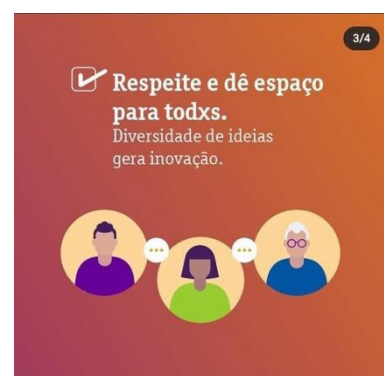 3/4
Respeite e dê espaço
para todxs.
Diversidade de ideias
gera inovação.